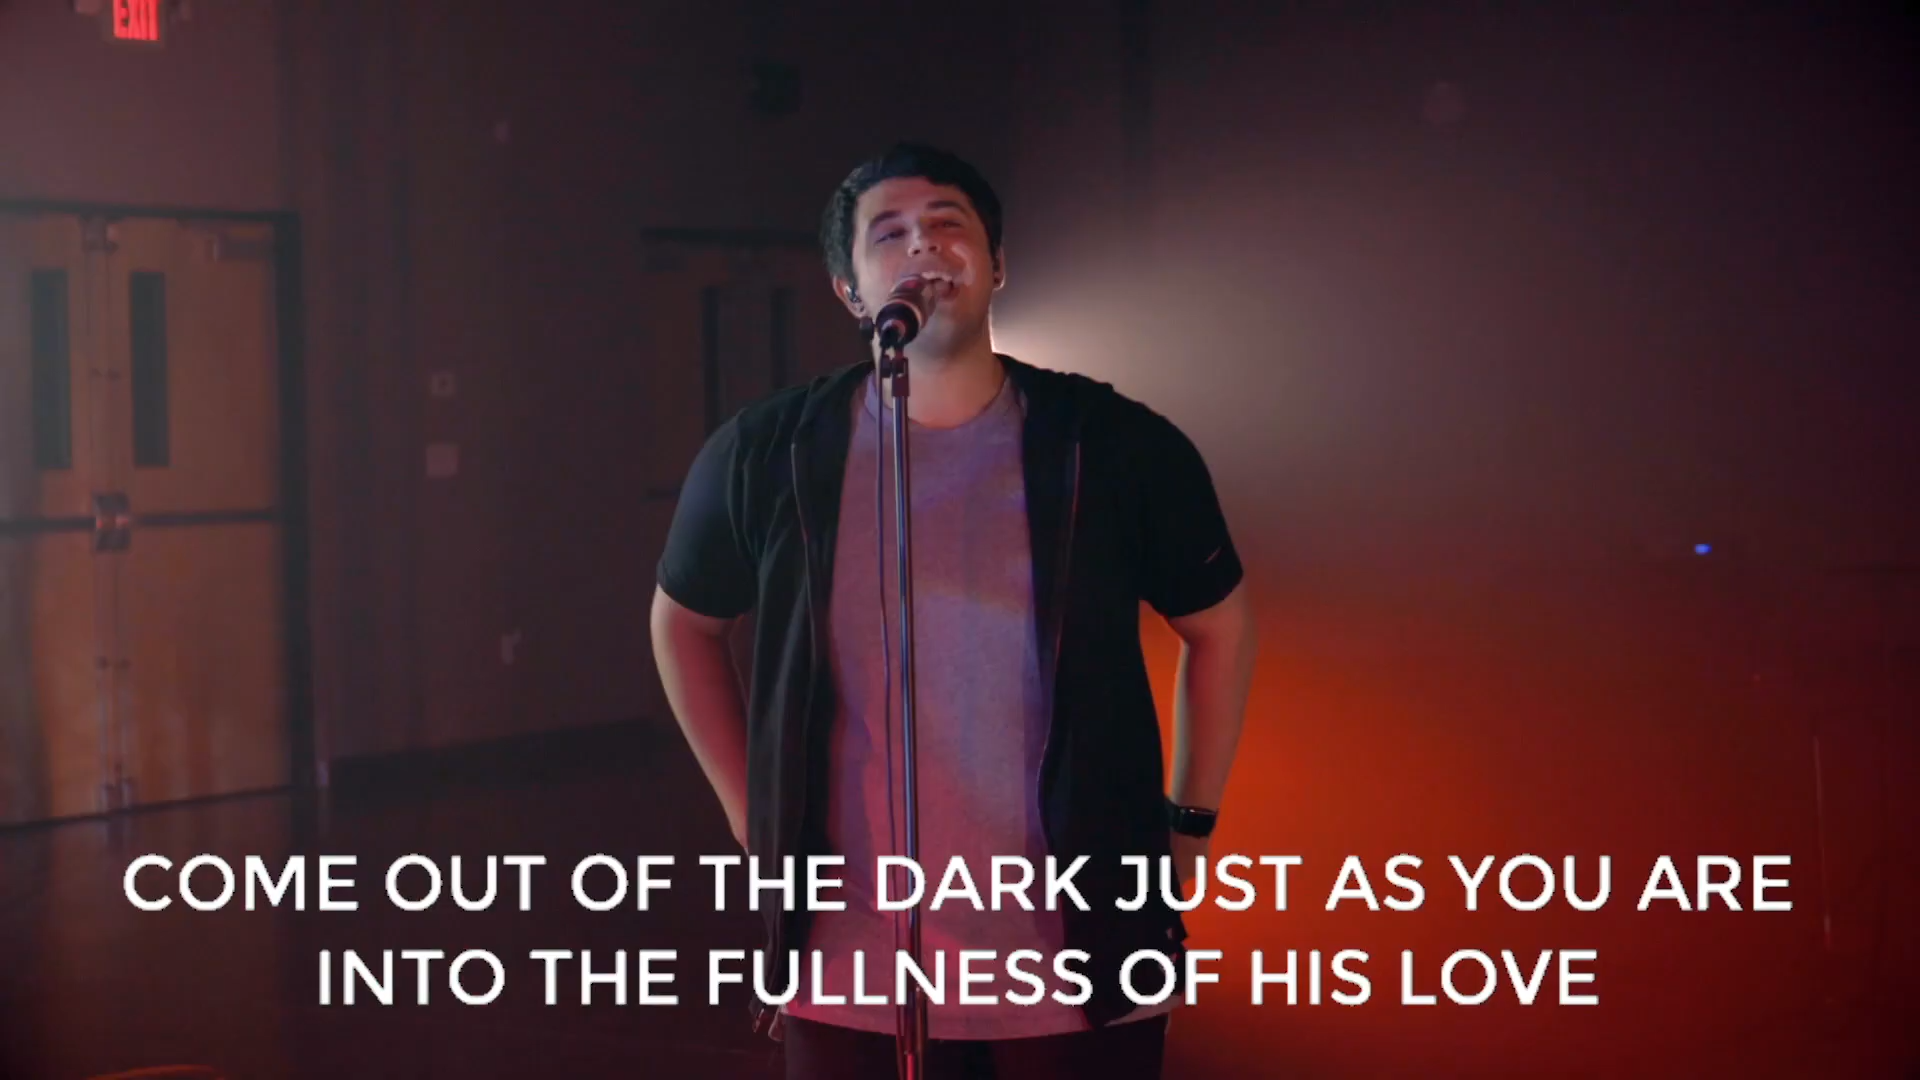 EXIT
COME OUT OF THE DARK JUST AS YOU ARE
INTO THE FULLNESS OF HIS LOVE